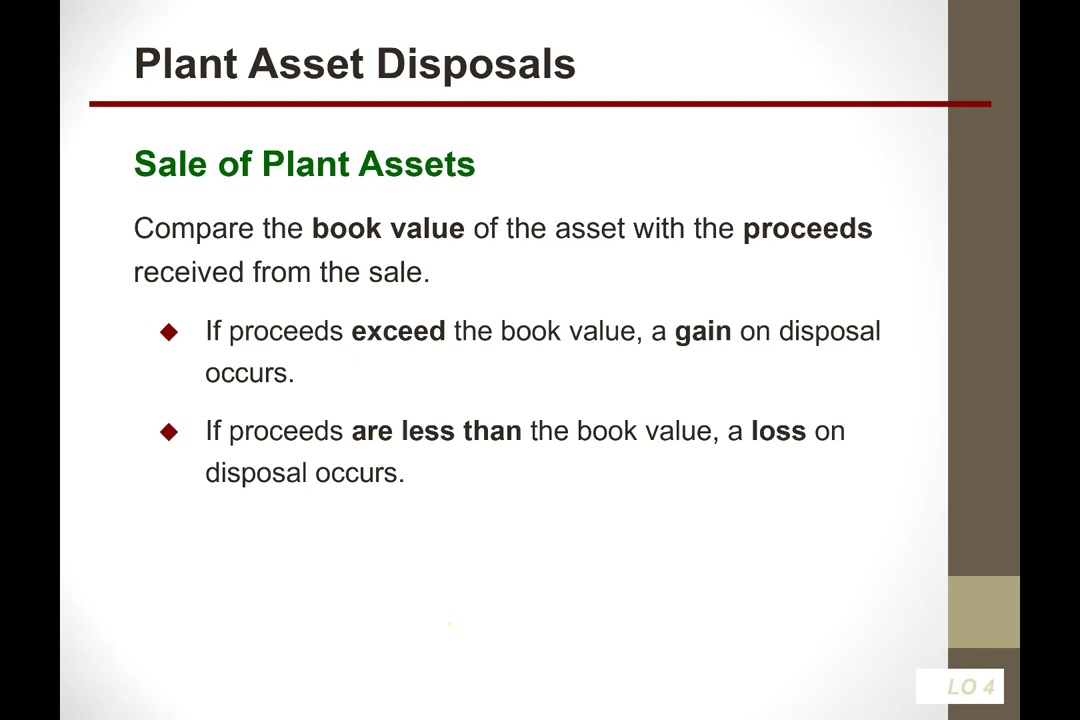 Plant Asset Disposals
Sale of Plant Assets
Compare the book value of the asset with the proceeds
received from the sale.
If proceeds exceed the book value, a gain on disposal
occurs.
If proceeds are less than the book value, a loss on
disposal occurs.
LO 4